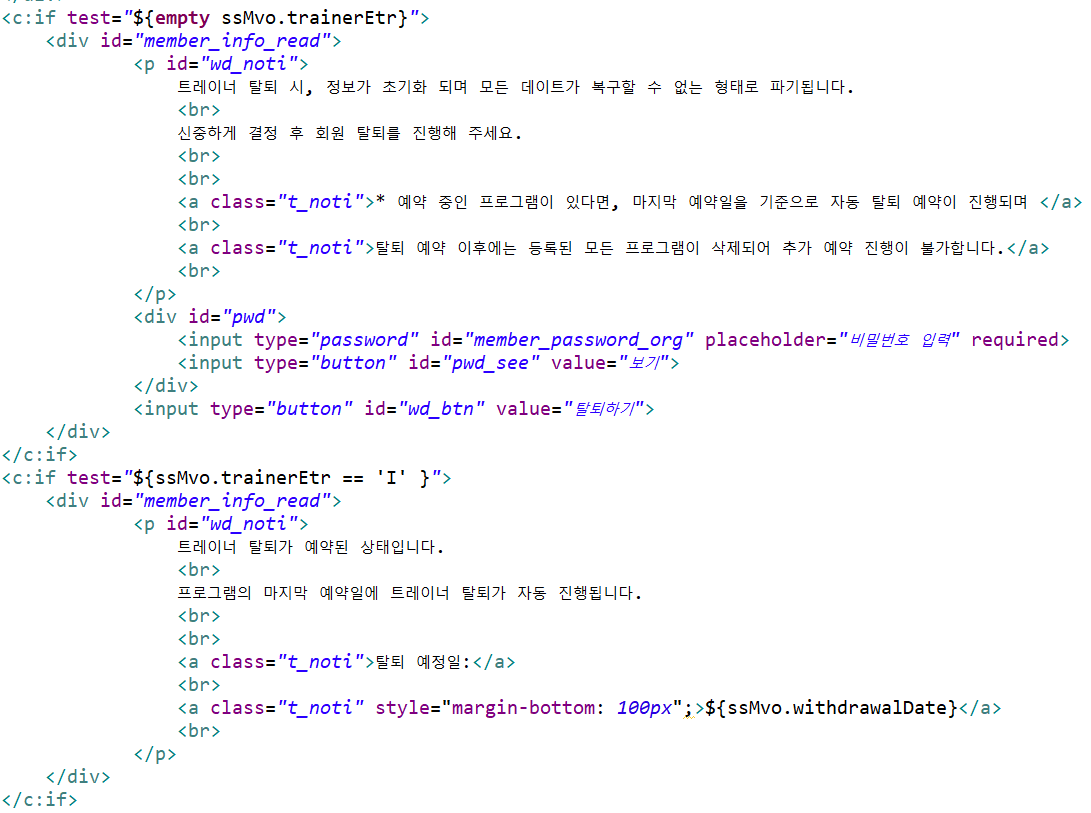 <c:if test="${empty ssMvo.trainerEtr}">
<div id="member_info_read">
<p id="wd_noti">
트레이너 탈퇴 시, 정보가 초기화 되며 모든 데이트가 복구할 수 없는 형태로 파기됩니다.
<br>
신중하게 결정 후 회원 탈퇴를 진행해 주세요.
<br>
<br>
<a class="t_noti">* 예약 중인 프로그램이 있다면, 마지막 예약일을 기준으로 자동 탈퇴 예약이 진행되며 </a>
<br>
<a class="t_noti">탈퇴 예약 이후에는 등록된 모든 프로그램이 삭제되어 추가 예약 진행이 불가합니다.</a>
<br>
</p>
<div id="pwd">
<input type="password" id="member_password_org" placeholder="비밀번호 입력" required>
<input type="button" id="pwd_see" value="보기">
</div>
<input type="button" id="wd_btn" value="탈퇴하기">
</div>
</c:if>
<c:if test="${ssMvo.trainerEtr == 'I' }">
<div id="member_info_read">
<p id="wd_noti">
트레이너 탈퇴가 예약된 상태입니다.
<br>
프로그램의 마지막 예약일에 트레이너 탈퇴가 자동 진행됩니다.
<br>
<br>
<a class="t_noti">탈퇴 예정일:</a>
<br>
<a class="t_noti" style="margin-bottom: 100px";>${ssMvo.withdrawalDate}</a>
<br>
</p>
</div>
</c:if>